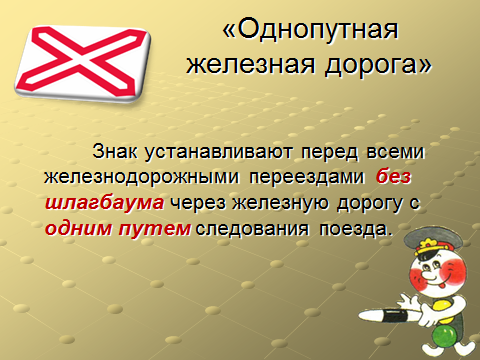 «Однопутная
железная дорога»
Знак устанавливают перед всеми
железнодорожными переездами без
шлагбаума через железную дорогу с
одним путем следования поезда.